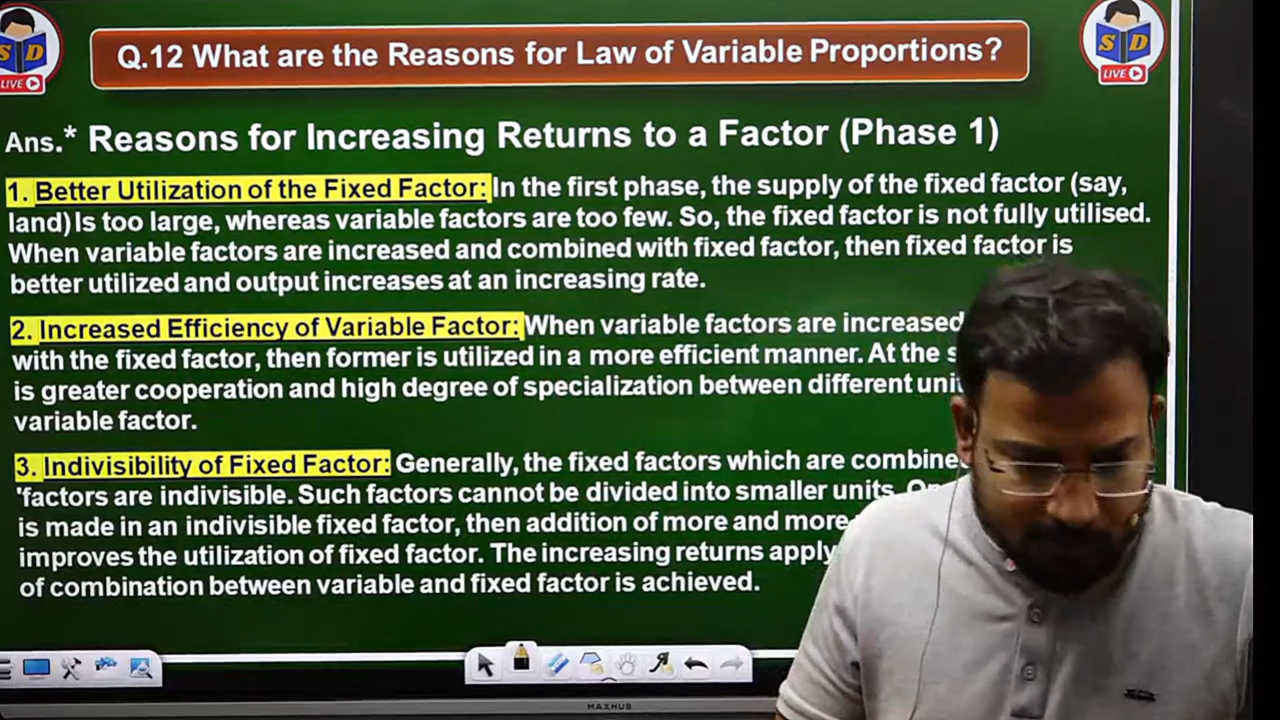 S D
LIVE
Q.12 What are the Reasons for Law of Variable Proportions?
S D
LIVE
Ans.* Reasons for Increasing Returns to a Factor (Phase 1)
1. Better Utilization of the Fixed Factor: In the first phase, the supply of the fixed factor (say,
land) Is too large, whereas variable factors are too few. So, the fixed factor is not fully utilised.
When variable factors are increased and combined with fixed factor, then fixed factor is
better utilized and output increases at an increasing rate.
2. Increased Efficiency of Variable Factor: When variable factors are increased
with the fixed factor, then former is utilized in a more efficient manner. At the
is greater cooperation and high degree of specialization between different
variable factor.
3. Indivisibility of Fixed Factor: Generally, the fixed factors which are
'factors are indivisible. Such factors cannot be divided into smaller units.
is made in an indivisible fixed factor, then addition of more and more
improves the utilization of fixed factor. The increasing returns apply
of combination between variable and fixed factor is achieved.
MAXHUB